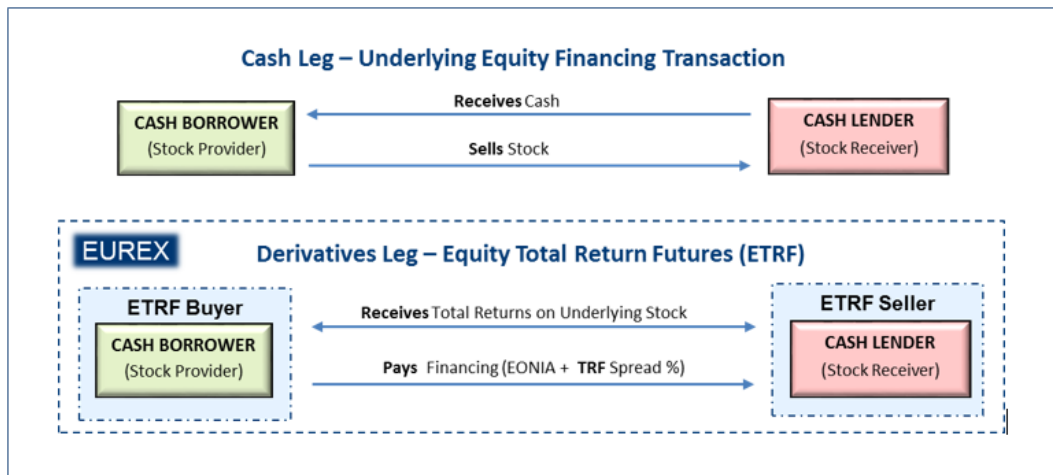 Cash Leg – Underlying Equity Financing Transaction
Receives Cash
CASH BORROWER
(Stock Provider)
CASH LENDER
(Stock Receiver)
Sells Stock
EUREX
Derivatives Leg – Equity Total Return Futures (ETRF)
ETRF Buyer
ETRF Seller
Receives Total Returns on Underlying Stock
CASH BORROWER
(Stock Provider)
CASH LENDER
(Stock Receiver)
Pays Financing (EONIA + TRF Spread %)